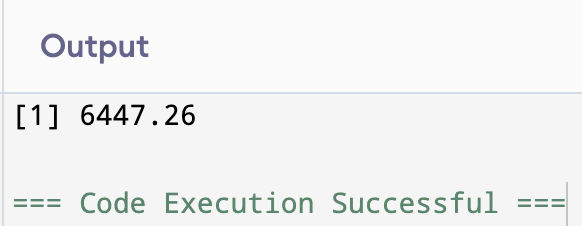 Output
[1] 6447.26
=== Code Execution Successful ===